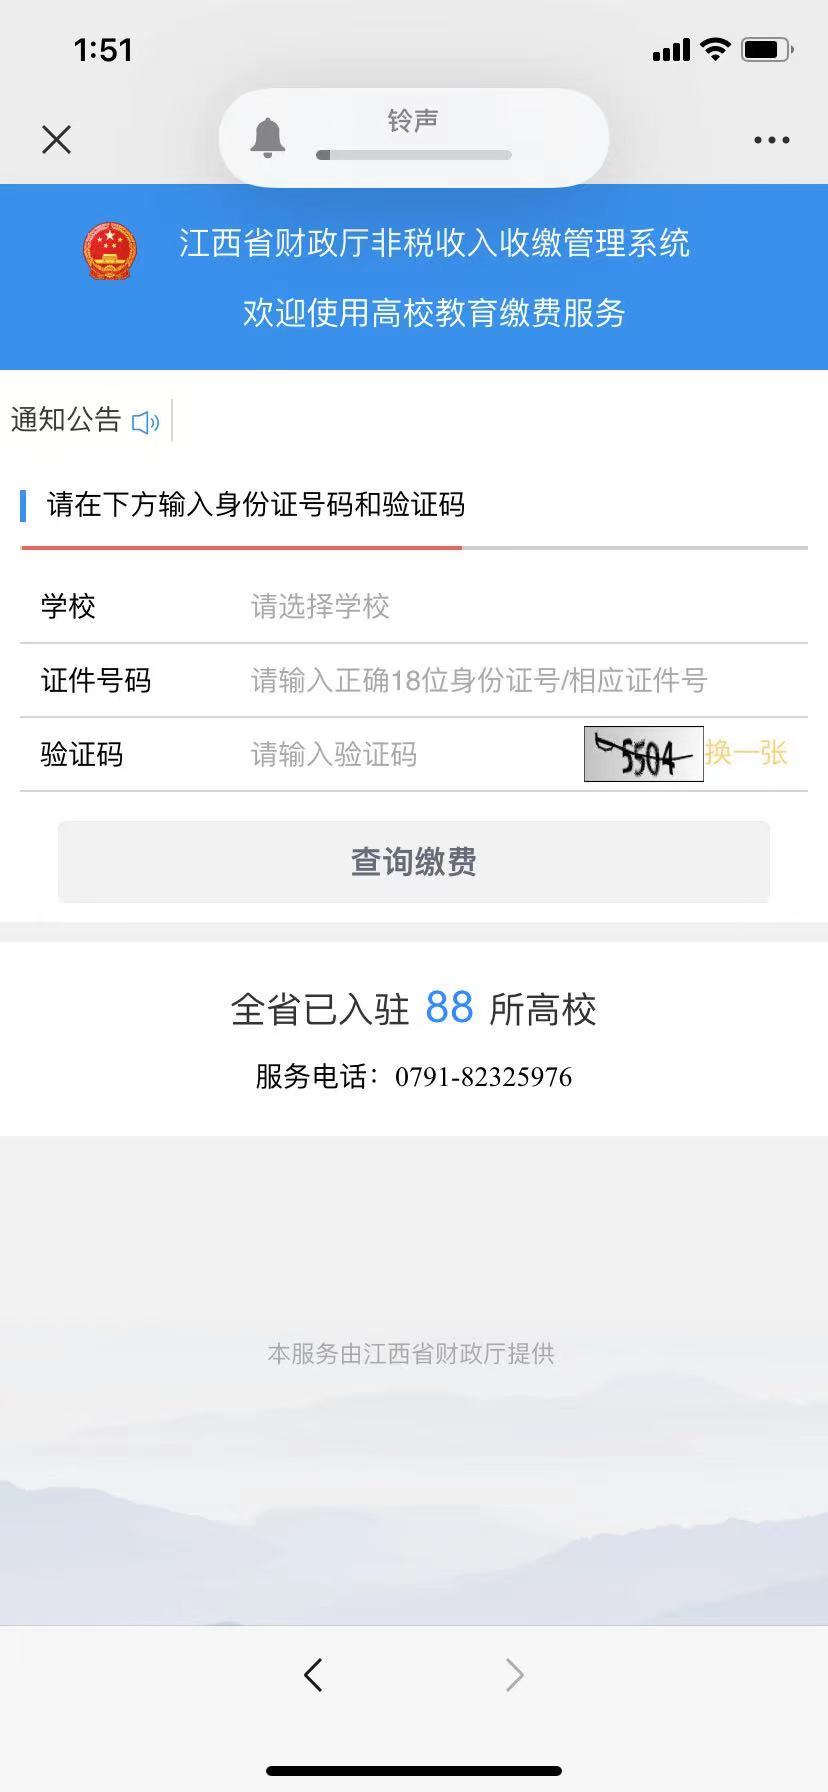 1:51
铃声
江西省财政厅非税收入收缴管理系统
欢迎使用高校教育缴费服务
通知公告
请在下方输入身份证号码和验证码
学校 请选择学校
证件号码 请输入正确18位身份证号/相应证件号
验证码 请输入验证码 5504 换一张
查询缴费
全省已入驻 88 所高校
服务电话：0791-82325976
本服务由江西省财政厅提供